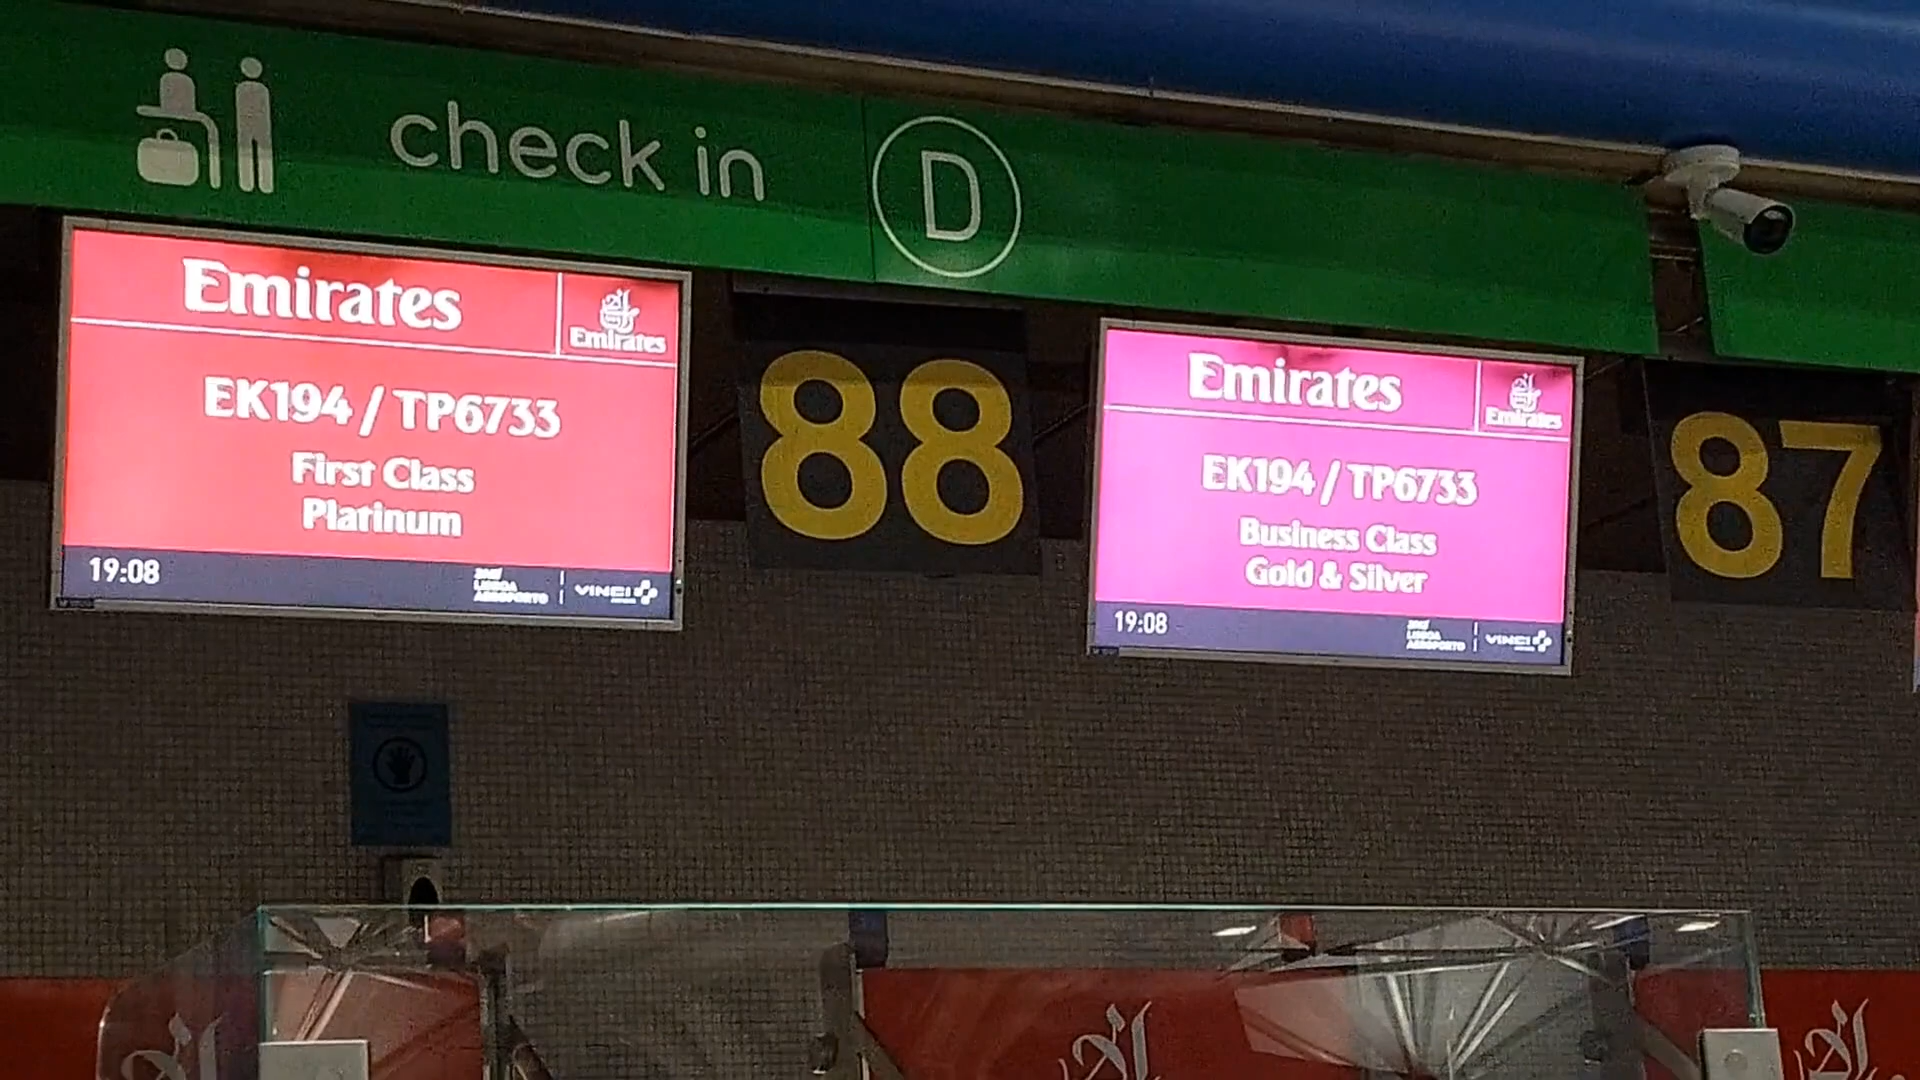 check in D
Emirates
Emirates
EK194 / TP6733
First Class
Platinum
19:08
LISBOA
AEROPORTO
VINCI
88
Emirates
Emirates
EK194 / TP6733
Business Class
Gold & Silver
19:08
LISBOA
AEROPORTO
VINCI
87